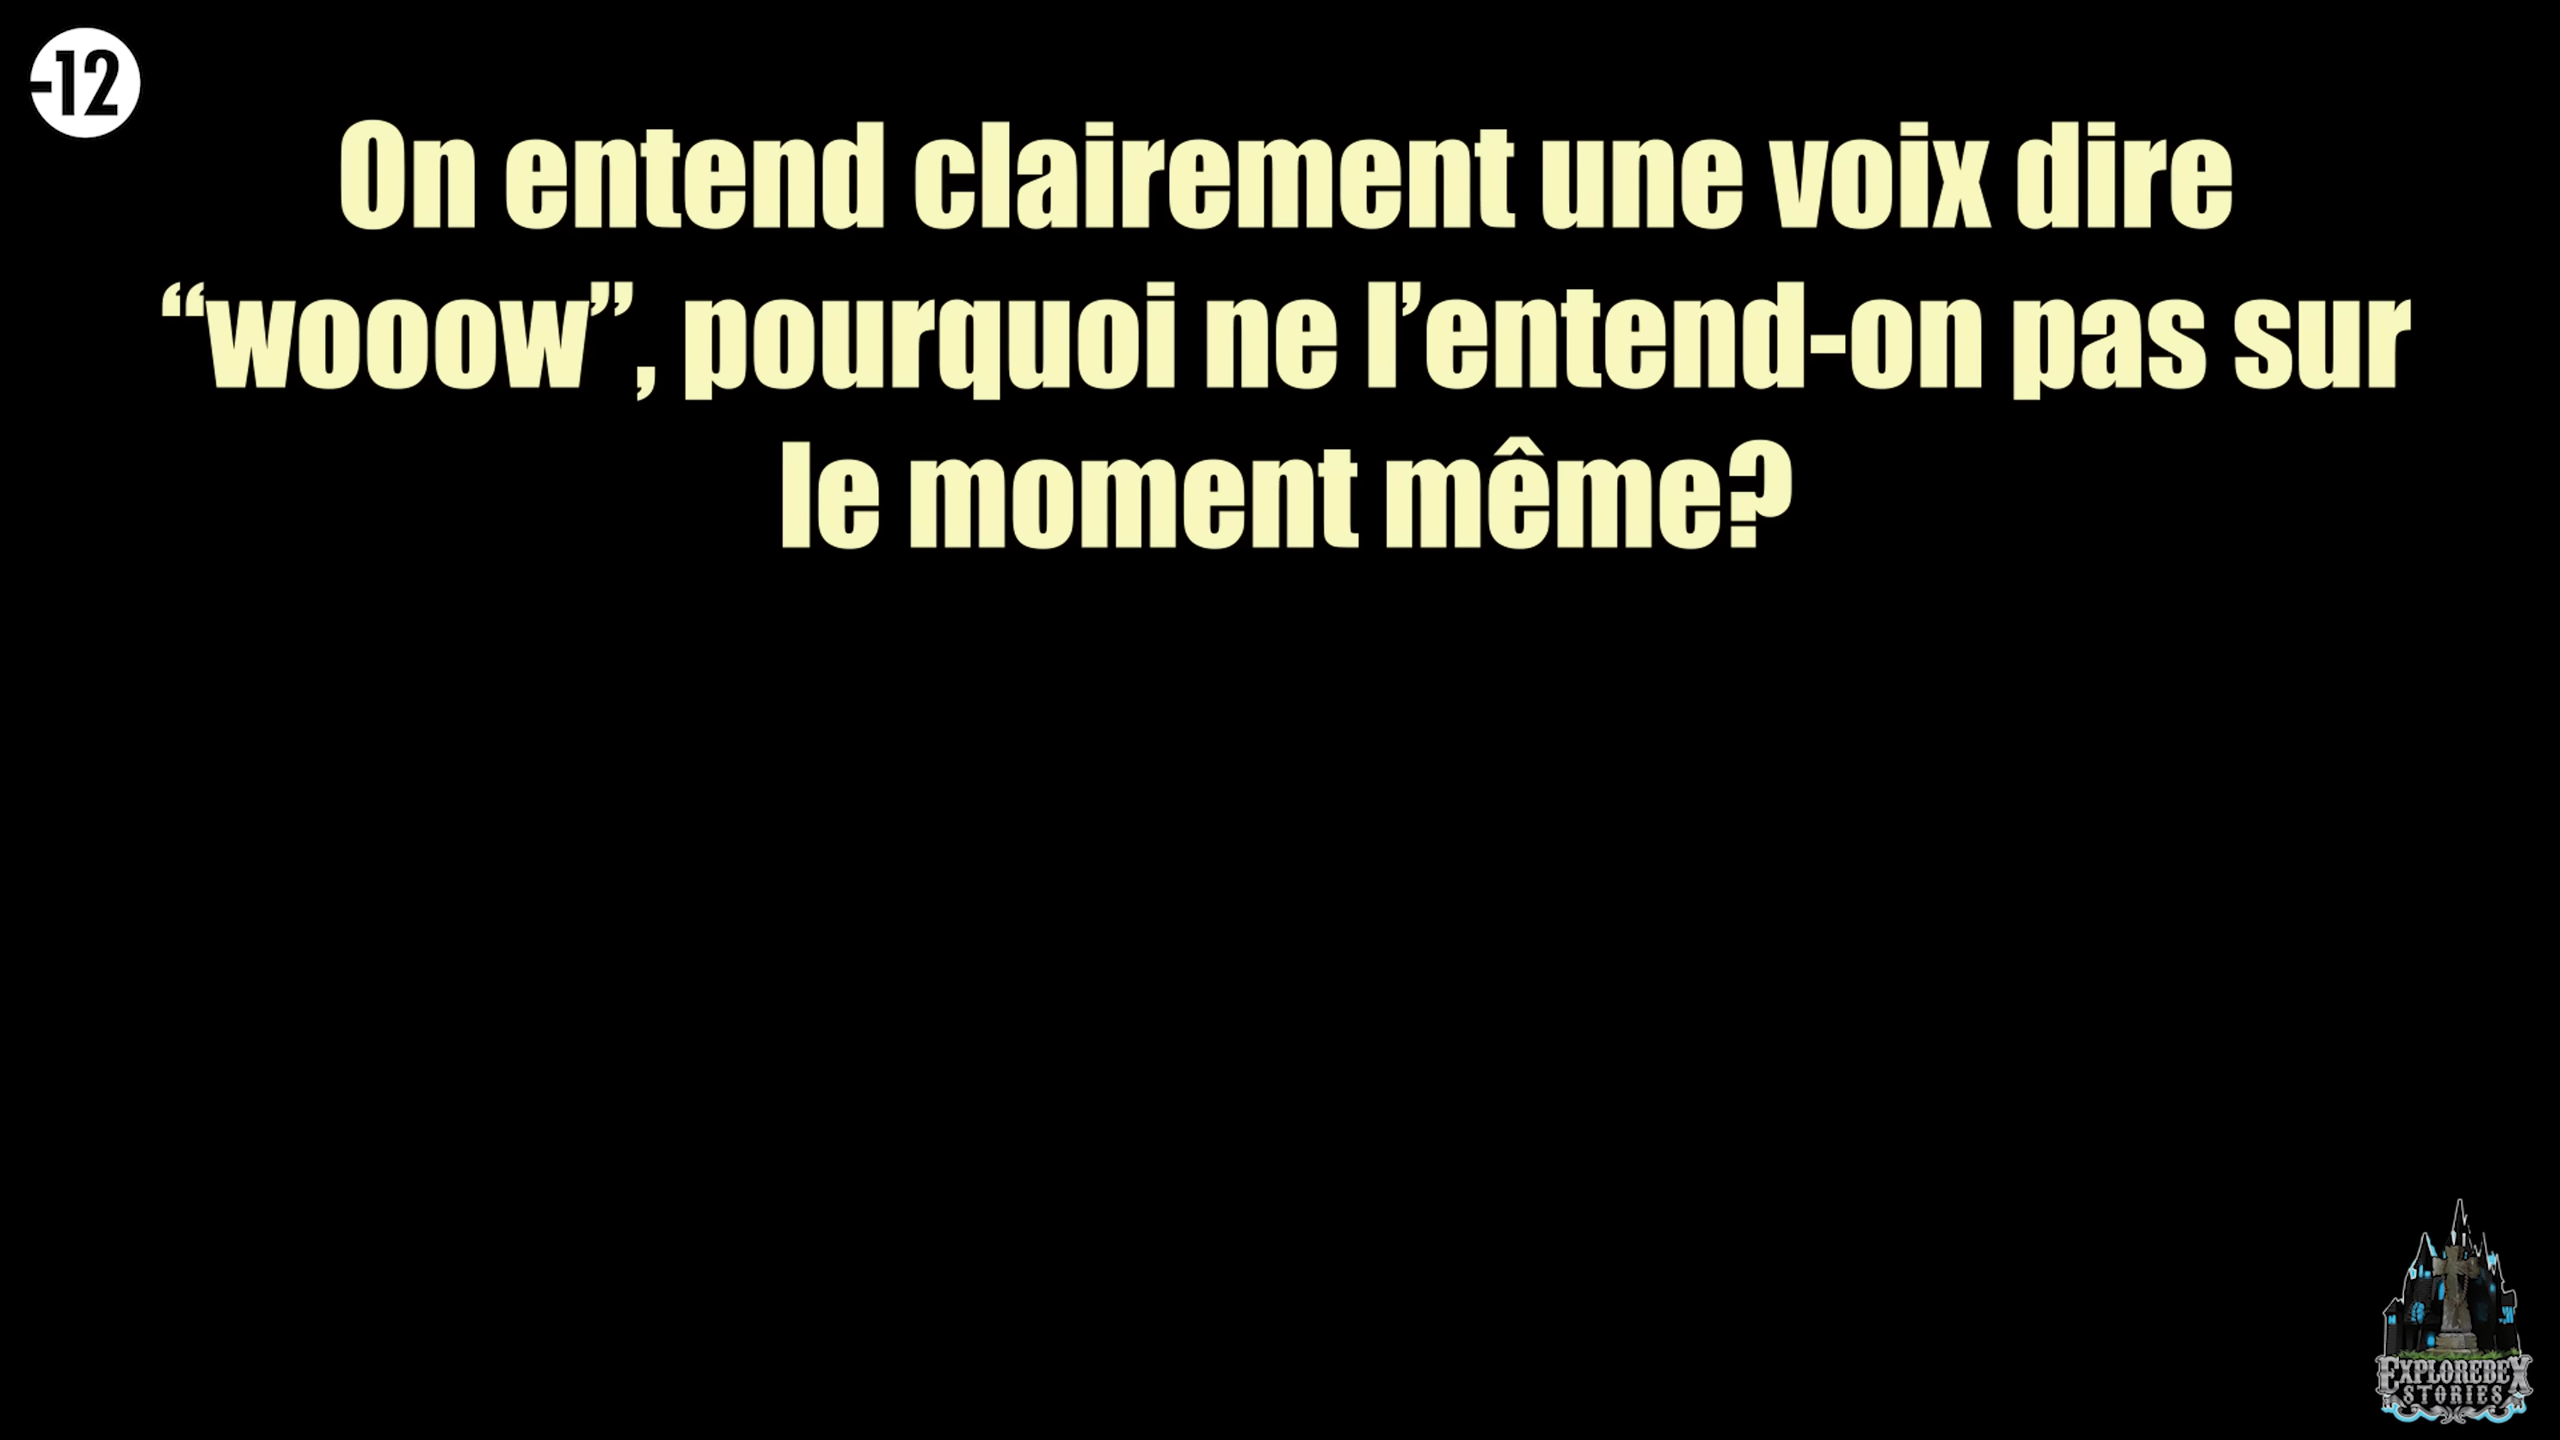 -12
On entend clairement une voix dire
“wooow”, pourquoi ne l’entend-on pas sur
le moment même?
EXPLOREBEX
STORIES